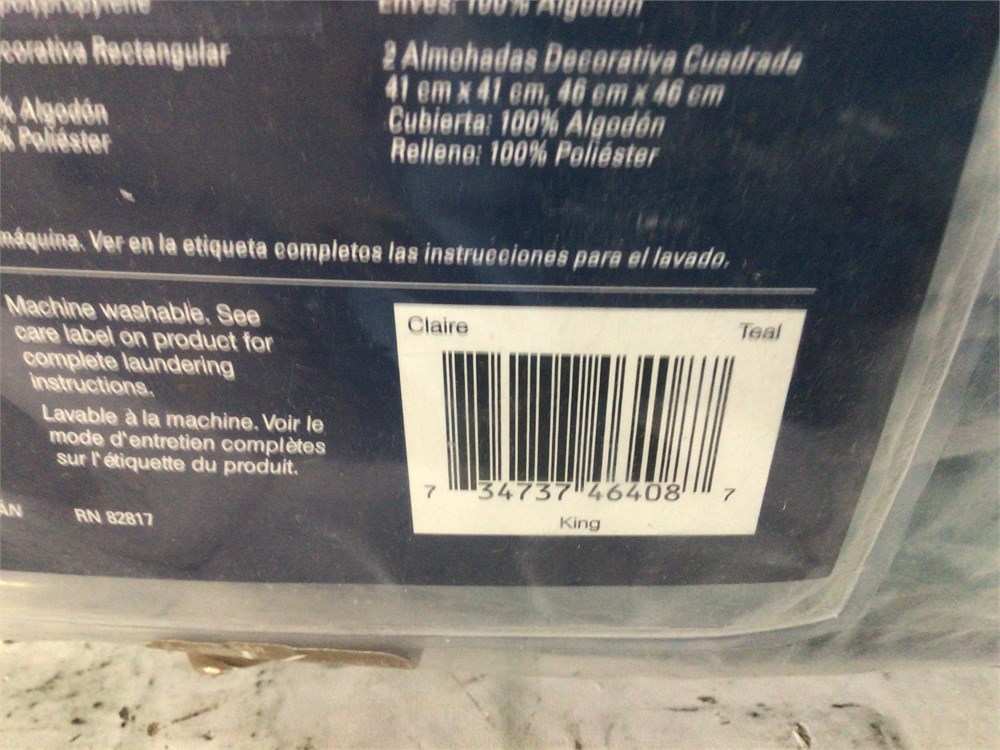 Envés: 100% Algodón
corativa Rectangular
2 Almohadas Decorativa Cuadrada
41 cm x 41 cm, 46 cm x 46 cm
% Algodón
Cubierta: 100% Algodón
% Poliéster
Relleno: 100% Poliéster
máquina. Ver en la etiqueta completos las instrucciones para el lavado.
Machine washable. See
care label on product for
complete laundering
instructions.
Lavable à la machine. Voir le
mode d'entretien complètes
sur l'étiquette du produit.
ÁN
RN 82817
Claire
Teal
7 34737 46408 7
King